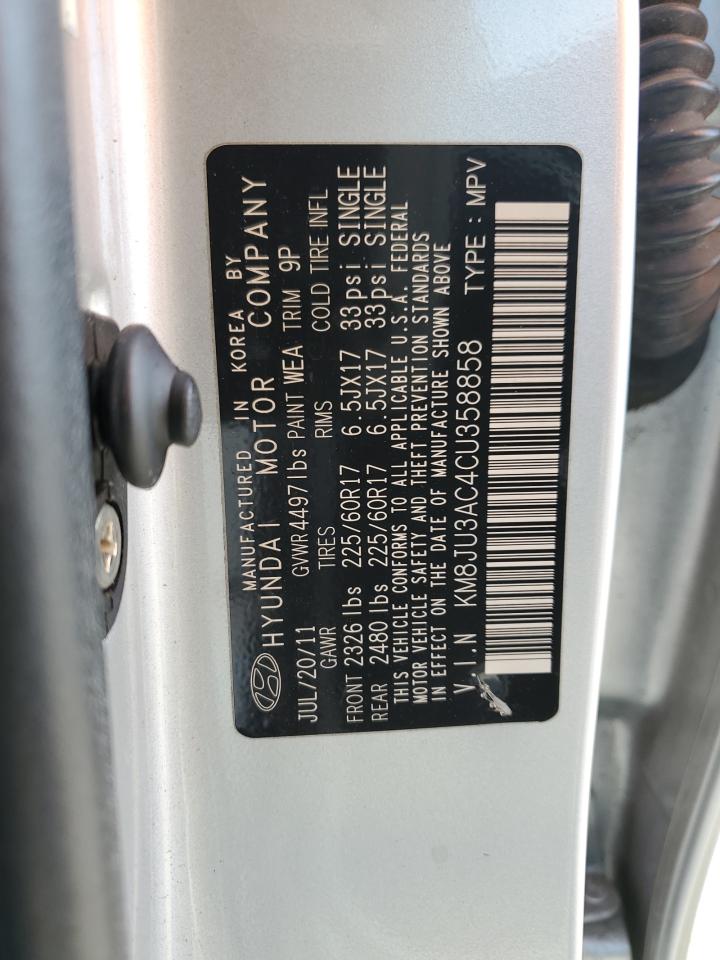 MANUFACTURED IN KOREA BY
HYUNDAI MOTOR COMPANY
JUL/20/11 GVWR4497lbs PAINT WEA TRIM 9P
GAWR TIRES RIMS COLD TIRE INFL
FRONT 2326 lbs 225/60R17 6.5JX17 33psi SINGLE
REAR 2480 lbs 225/60R17 6.5JX17 33psi SINGLE
THIS VEHICLE CONFORMS TO ALL APPLICABLE U.S.A. FEDERAL
MOTOR VEHICLE SAFETY AND THEFT PREVENTION STANDARDS
IN EFFECT ON THE DATE OF MANUFACTURE SHOWN ABOVE
V.I.N KM8JU3AC4CU358858 TYPE : MPV